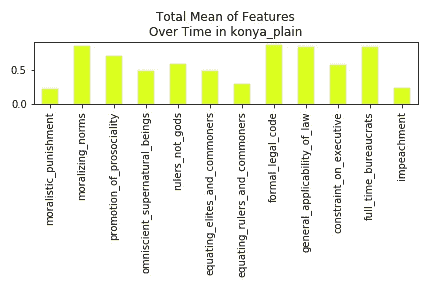 Total Mean of Features
Over Time in konya_plain
0.5
0.0
moralistic_punishment
moralizing_norms
promotion_of_prosociality
omniscient_supernatural_beings
rulers_not_gods
equating_elites_and_commoners
equating_rulers_and_commoners
formal_legal_code
general_applicability_of_law
constraint_on_executive
full_time_bureaucrats
impeachment